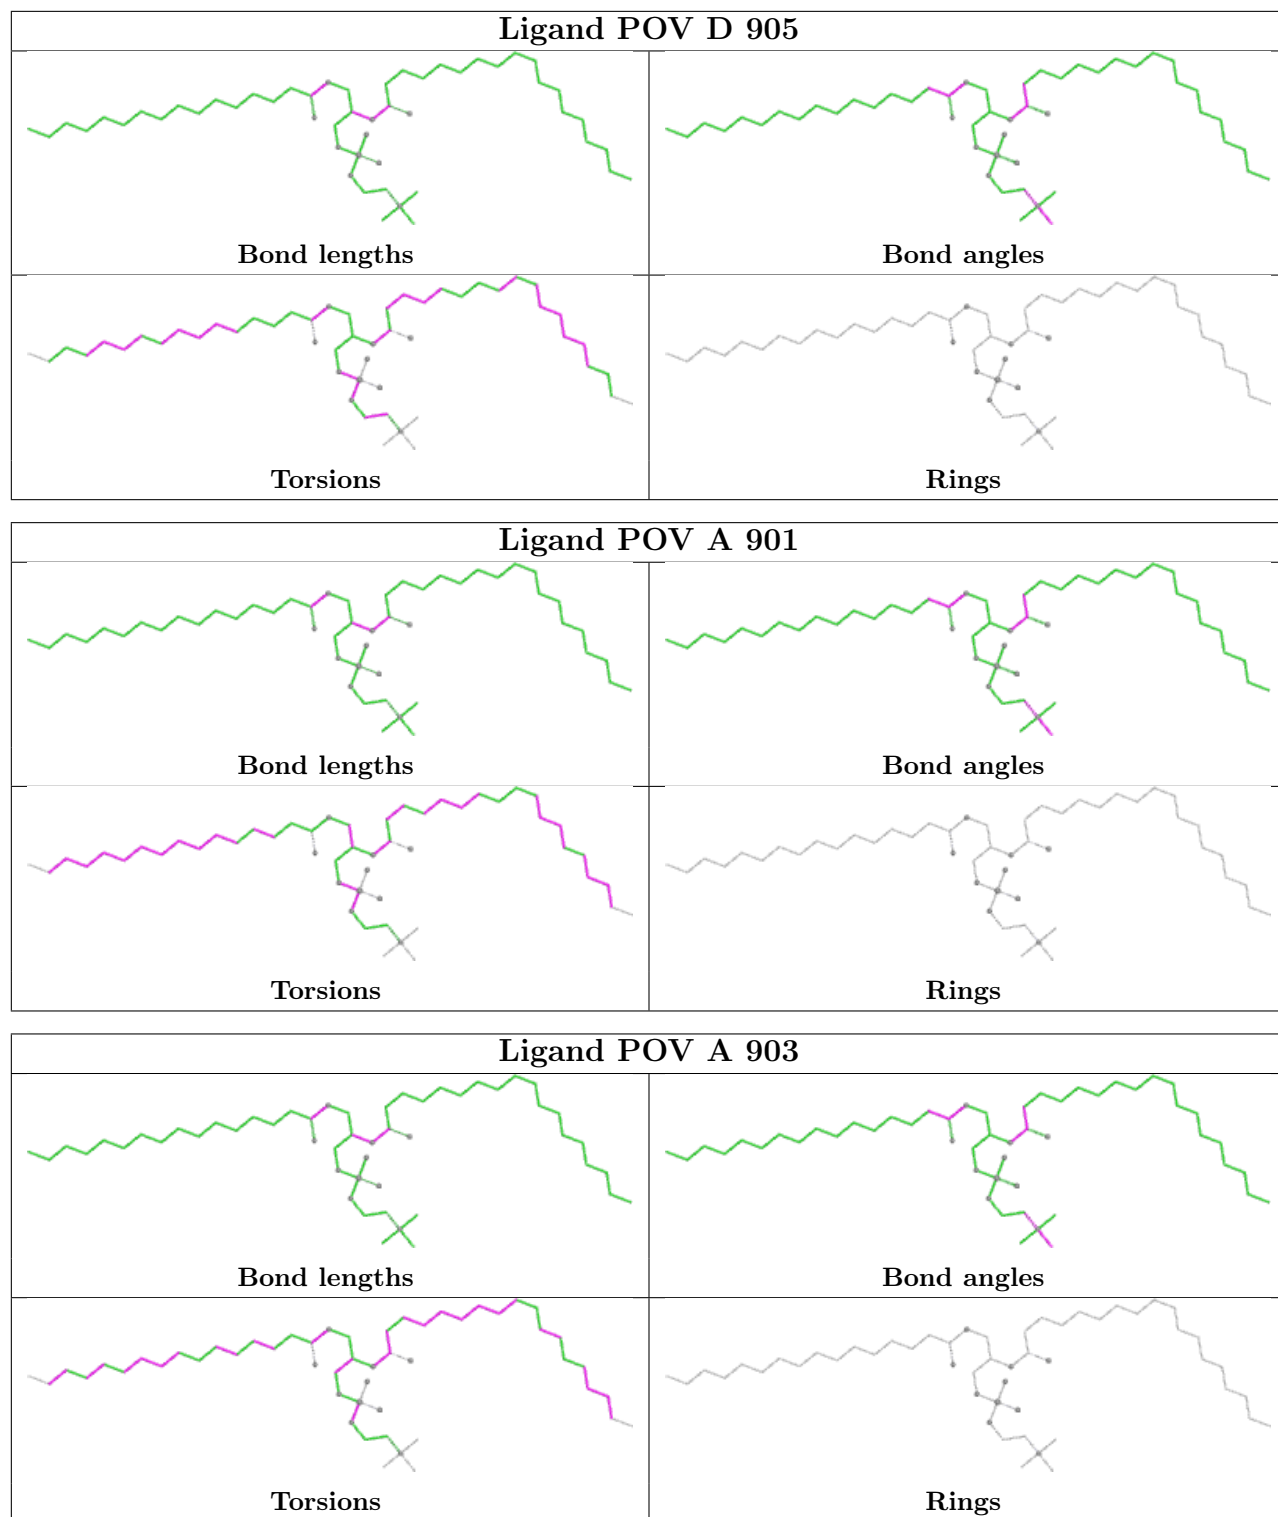 Ligand POV D 905
Bond lengths
Bond angles
Torsions
Rings
Ligand POV A 901
Bond lengths
Bond angles
Torsions
Rings
Ligand POV A 903
Bond lengths
Bond angles
Torsions
Rings